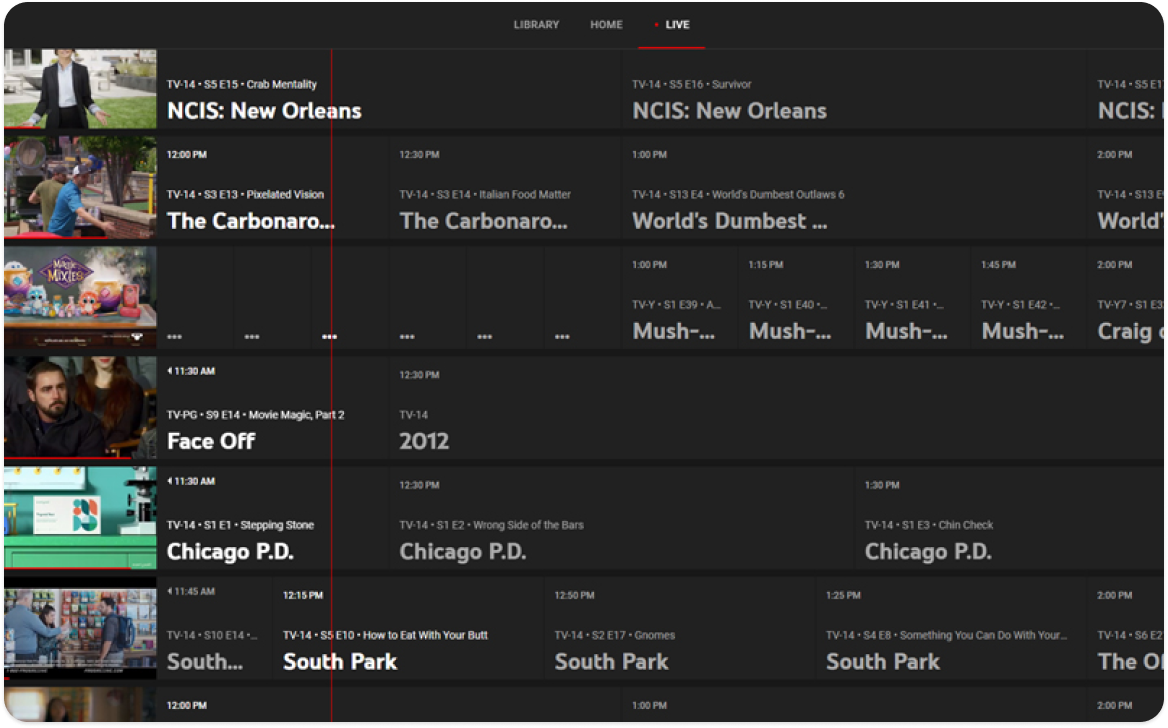 LIBRARY HOME LIVE
TV-14 • S5 E15 • Crab Mentality
NCIS: New Orleans
TV-14 • S5 E16 • Survivor
NCIS: New Orleans
TV-14 • S5 E1
NCIS:
12:00 PM
TV-14 • S3 E13 • Pixelated Vision
The Carbonaro...
12:30 PM
TV-14 • S3 E14 • Italian Food Matter
The Carbonaro...
1:00 PM
TV-14 • S13 E4 • World's Dumbest Outlaws 6
World's Dumbest ...
2:00 PM
TV-14 • S13 E
World'
Magic
Mixies
...
...
...
...
...
...
1:00 PM
TV-Y • S1 E39 • A...
Mush-...
1:15 PM
TV-Y • S1 E40 •...
Mush-...
1:30 PM
TV-Y • S1 E41 •...
Mush-...
1:45 PM
TV-Y • S1 E42 •...
Mush-...
2:00 PM
TV-Y7 • S1 E3
Craig
11:30 AM
TV-PG • S9 E14 • Movie Magic, Part 2
Face Off
12:30 PM
TV-14
2012
11:30 AM
TV-14 • S1 E1 • Stepping Stone
Chicago P.D.
12:30 PM
TV-14 • S1 E2 • Wrong Side of the Bars
Chicago P.D.
1:30 PM
TV-14 • S1 E3 • Chin Check
Chicago P.D.
11:45 AM
TV-14 • S10 E14 •...
South...
12:15 PM
TV-14 • S5 E10 • How to Eat With Your Butt
South Park
12:50 PM
TV-14 • S2 E17 • Gnomes
South Park
1:25 PM
TV-14 • S4 E8 • Something You Can Do With Your...
South Park
2:00 PM
TV-14 • S6 E2
The O
12:00 PM
1:00 PM
2:00 PM